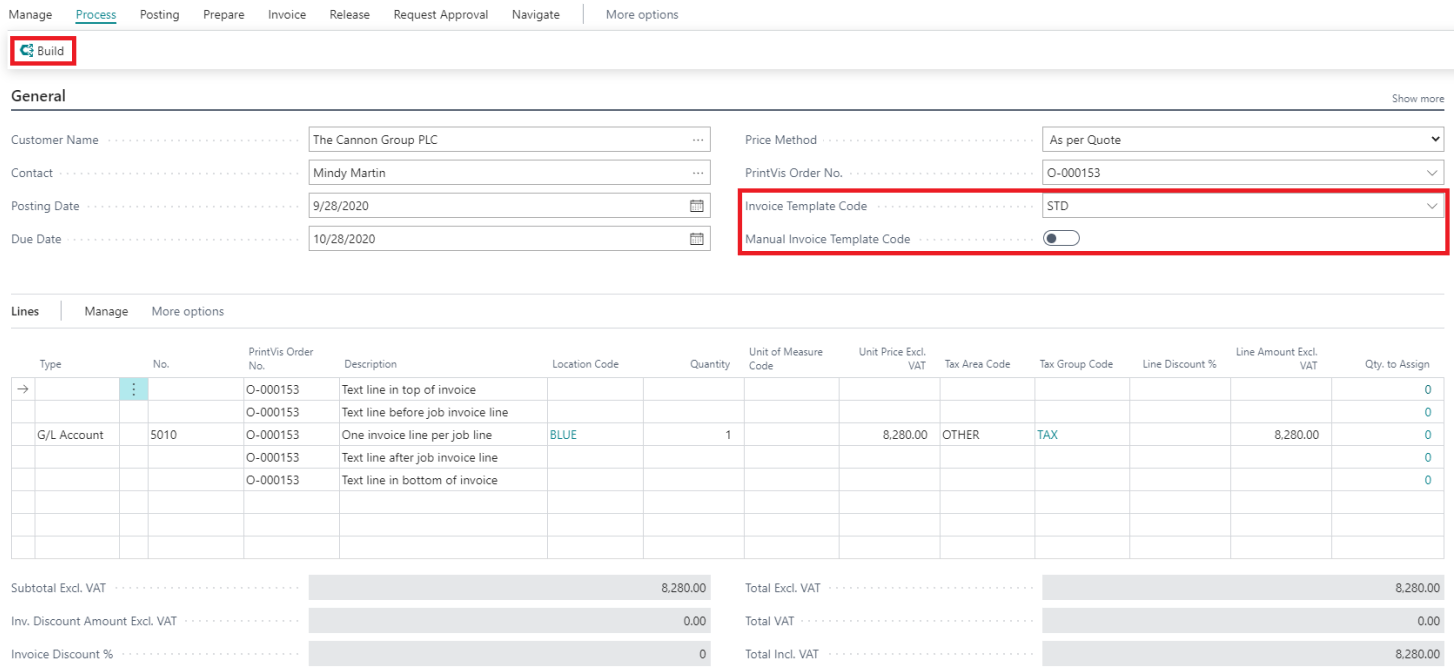 Manage Process Posting Prepare Invoice Release Request Approval Navigate More options
Build
General Show more
Customer Name The Cannon Group PLC Price Method As per Quote
Contact Mindy Martin PrintVis Order No. O-000153
Posting Date 9/28/2020 Invoice Template Code STD
Due Date 10/28/2020 Manual Invoice Template Code
Lines Manage More options
Type No. PrintVis Order No. Description Location Code Quantity Unit of Measure Code Unit Price Excl. VAT Tax Area Code Tax Group Code Line Discount % Line Amount Excl. VAT Qty. to Assign
O-000153 Text line in top of invoice 0
O-000153 Text line before job invoice line 0
G/L Account 5010 O-000153 One invoice line per job line BLUE 1 8,280.00 OTHER TAX 8,280.00 0
O-000153 Text line after job invoice line 0
O-000153 Text line in bottom of invoice 0
Subtotal Excl. VAT 8,280.00 Total Excl. VAT 8,280.00
Inv. Discount Amount Excl. VAT 0.00 Total VAT 0.00
Invoice Discount % 0 Total Incl. VAT 8,280.00